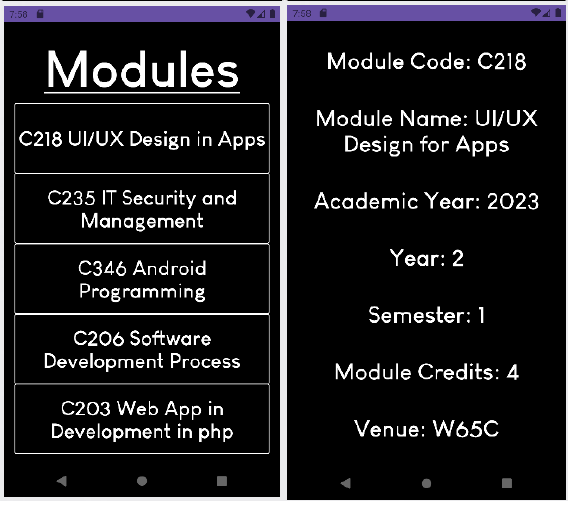 7:58
Modules
C218 UI/UX Design in Apps
C235 IT Security and
Management
C346 Android
Programming
C206 Software
Development Process
C203 Web App in
Development in php
7:58
Module Code: C218
Module Name: UI/UX
Design for Apps
Academic Year: 2023
Year: 2
Semester: 1
Module Credits: 4
Venue: W65C